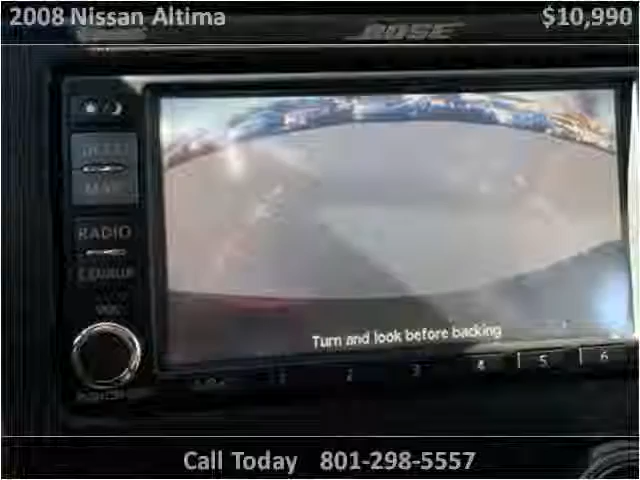 2008 Nissan Altima
$10,990
BOSE
MAP
RADIO
Turn and look before backing
1 2 3 4 5 6
Call Today 801-298-5557